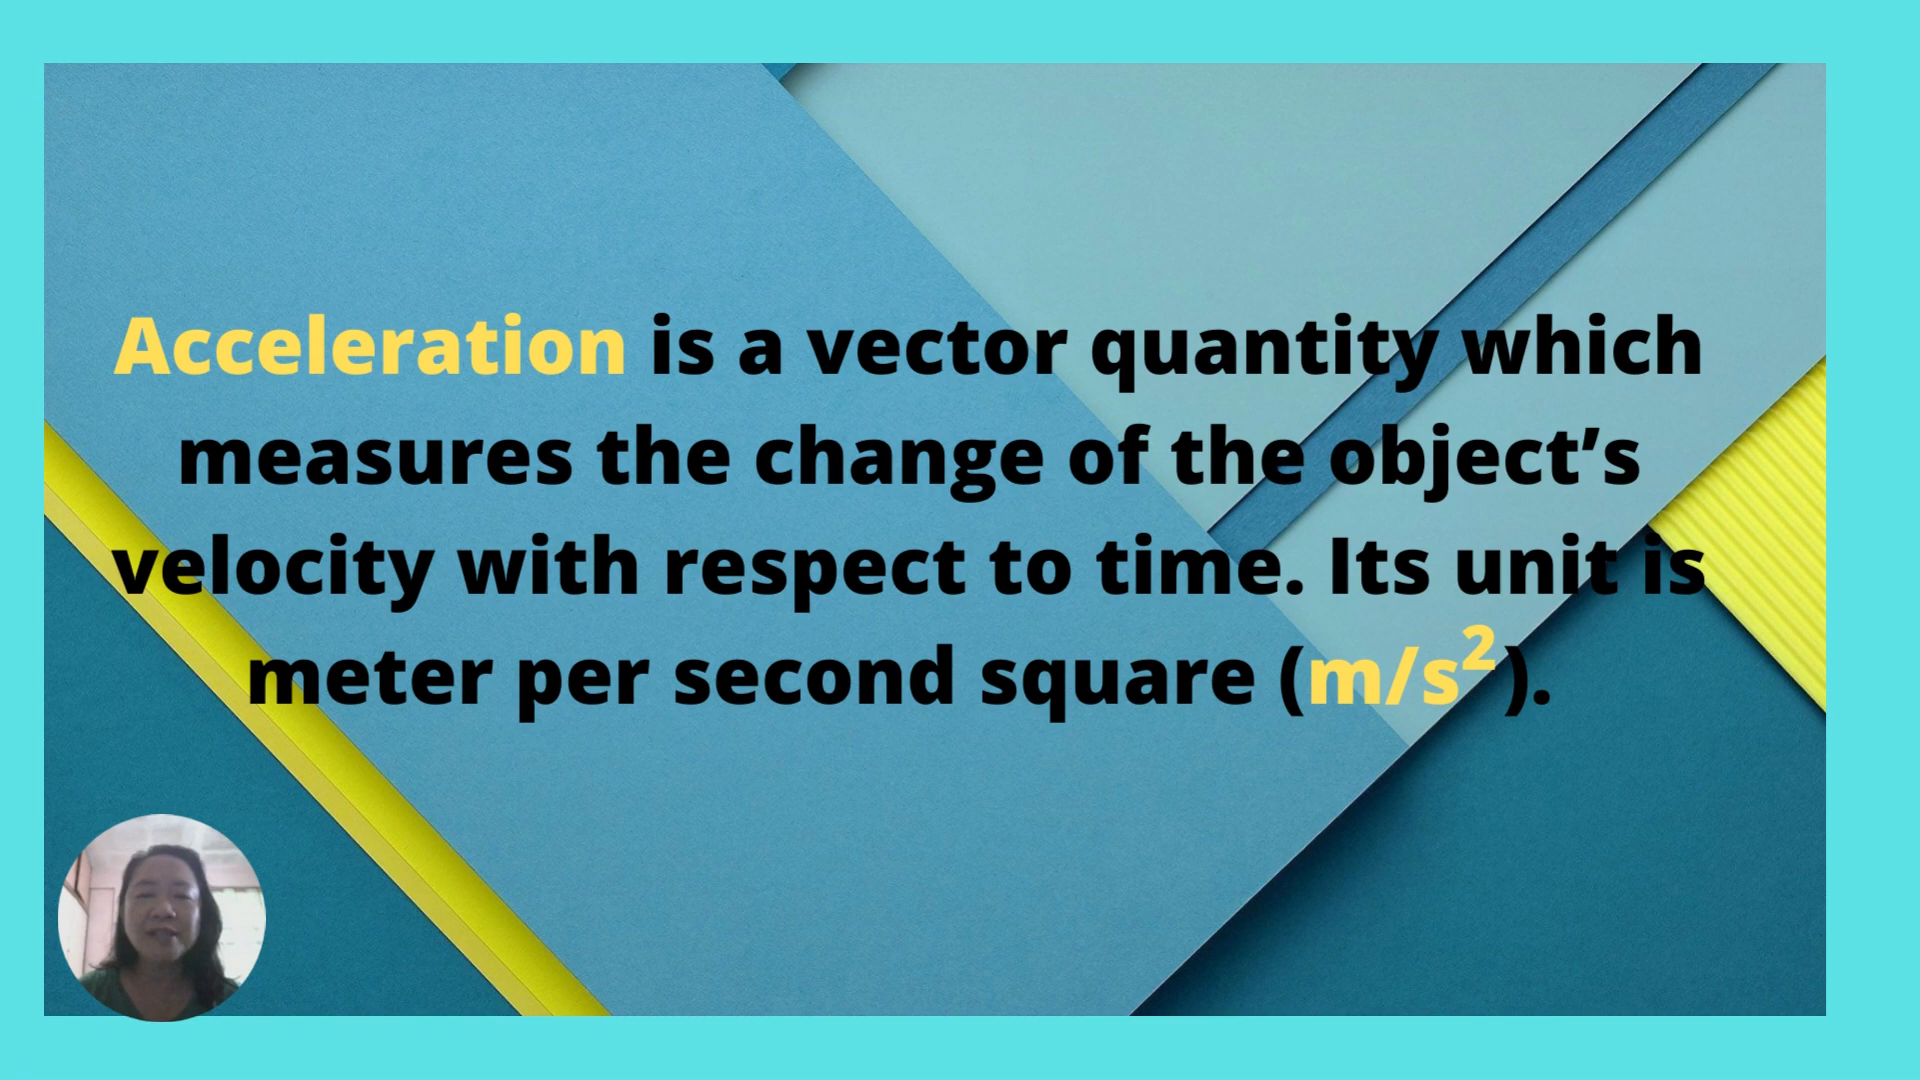 Acceleration is a vector quantity which
measures the change of the object’s
velocity with respect to time. Its unit is
meter per second square (m/s²).